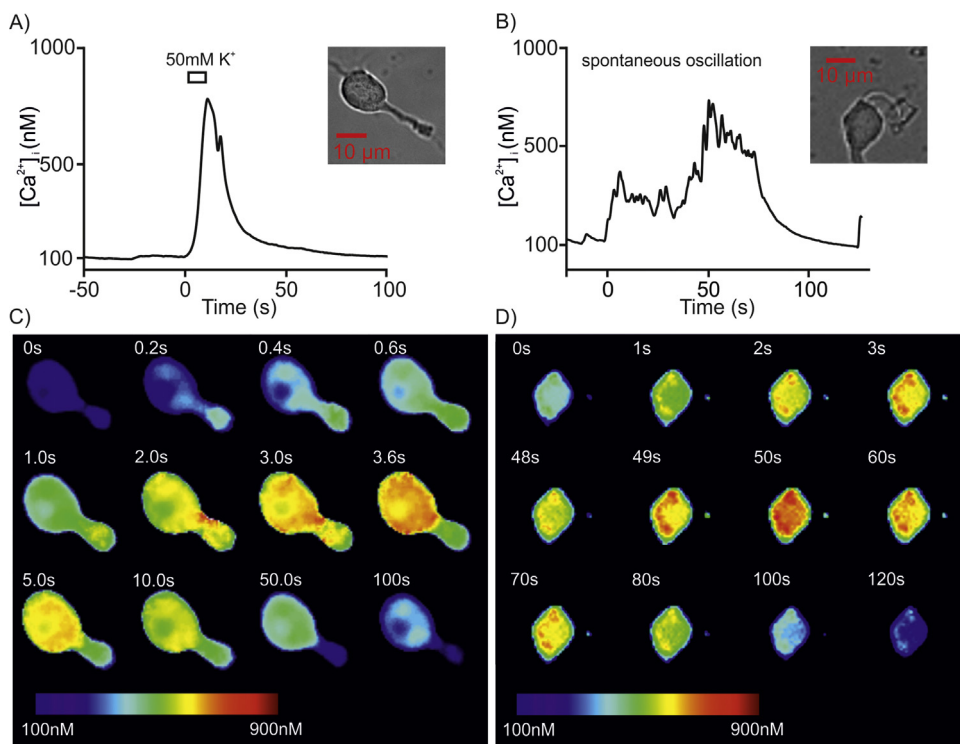 A)
1000
500
100
[Ca²⁺]ᵢ (nM)
50mM K⁺
10 µm
-50
0
50
100
Time (s)
B)
1000
500
100
[Ca²⁺]ᵢ (nM)
spontaneous oscillation
10 µm
0
50
100
Time (s)
C)
0s
0.2s
0.4s
0.6s
1.0s
2.0s
3.0s
3.6s
5.0s
10.0s
50.0s
100s
100nM
900nM
D)
0s
1s
2s
3s
48s
49s
50s
60s
70s
80s
100s
120s
100nM
900nM